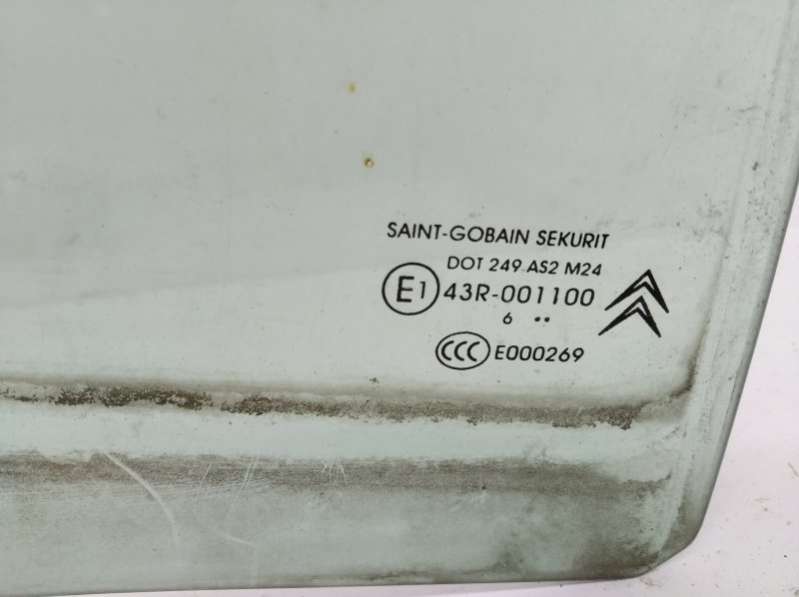 SAINT-GOBAIN SEKURIT
DOT 249 AS2 M24
E1 43R-001100
6 ••
CCC E000269